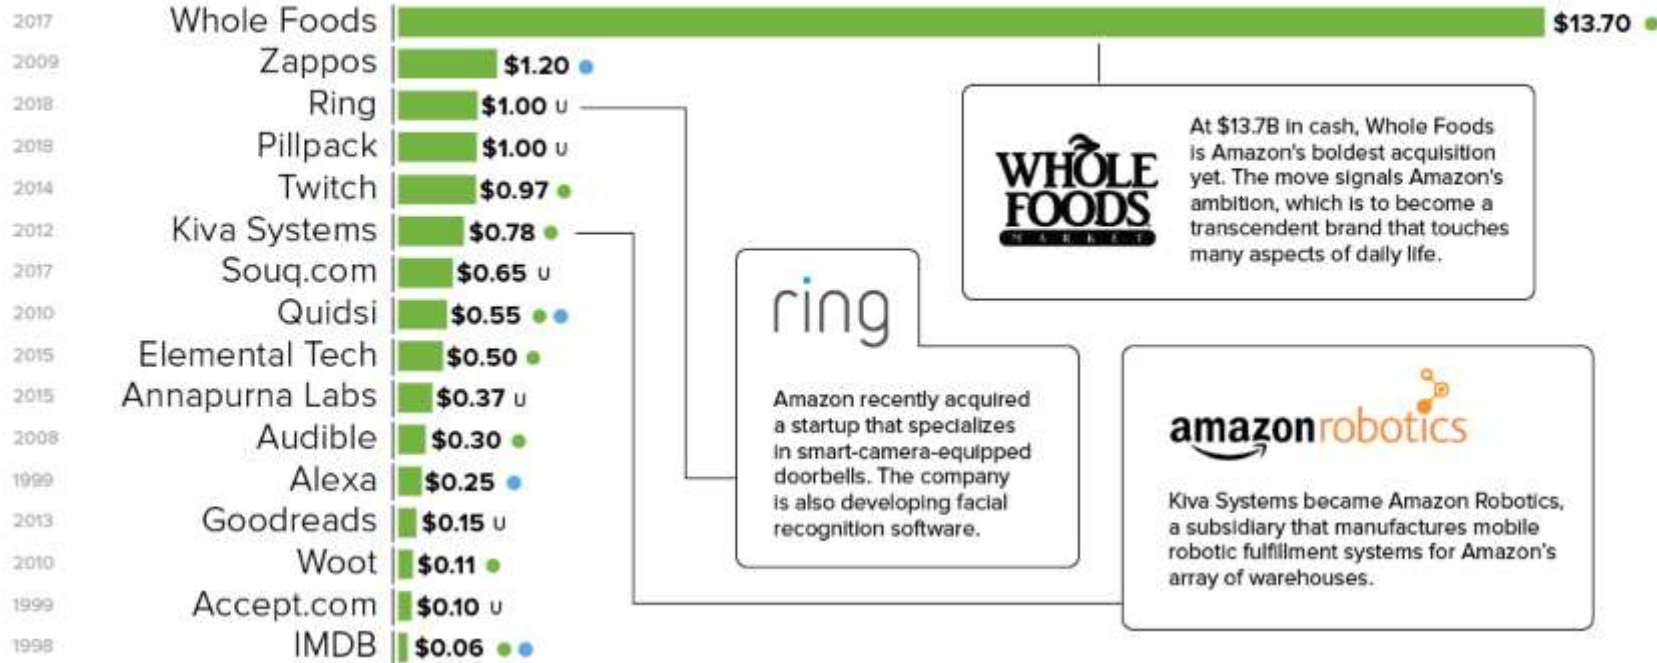 2017 Whole Foods $13.70
2009 Zappos $1.20
2018 Ring $1.00 U
2018 Pillpack $1.00 U
2014 Twitch $0.97
2012 Kiva Systems $0.78
2017 Souq.com $0.65 U
2010 Quidsi $0.55
2015 Elemental Tech $0.50
2015 Annapurna Labs $0.37 U
2008 Audible $0.30
1999 Alexa $0.25
2013 Goodreads $0.15 U
2010 Woot $0.11
1999 Accept.com $0.10 U
1998 IMDB $0.06
WHOLE
FOODS
MARKET
At $13.7B in cash, Whole Foods
is Amazon's boldest acquisition
yet. The move signals Amazon's
ambition, which is to become a
transcendent brand that touches
many aspects of daily life.
ring
Amazon recently acquired
a startup that specializes
in smart-camera-equipped
doorbells. The company
is also developing facial
recognition software.
amazonrobotics
Kiva Systems became Amazon Robotics,
a subsidiary that manufactures mobile
robotic fulfillment systems for Amazon's
array of warehouses.